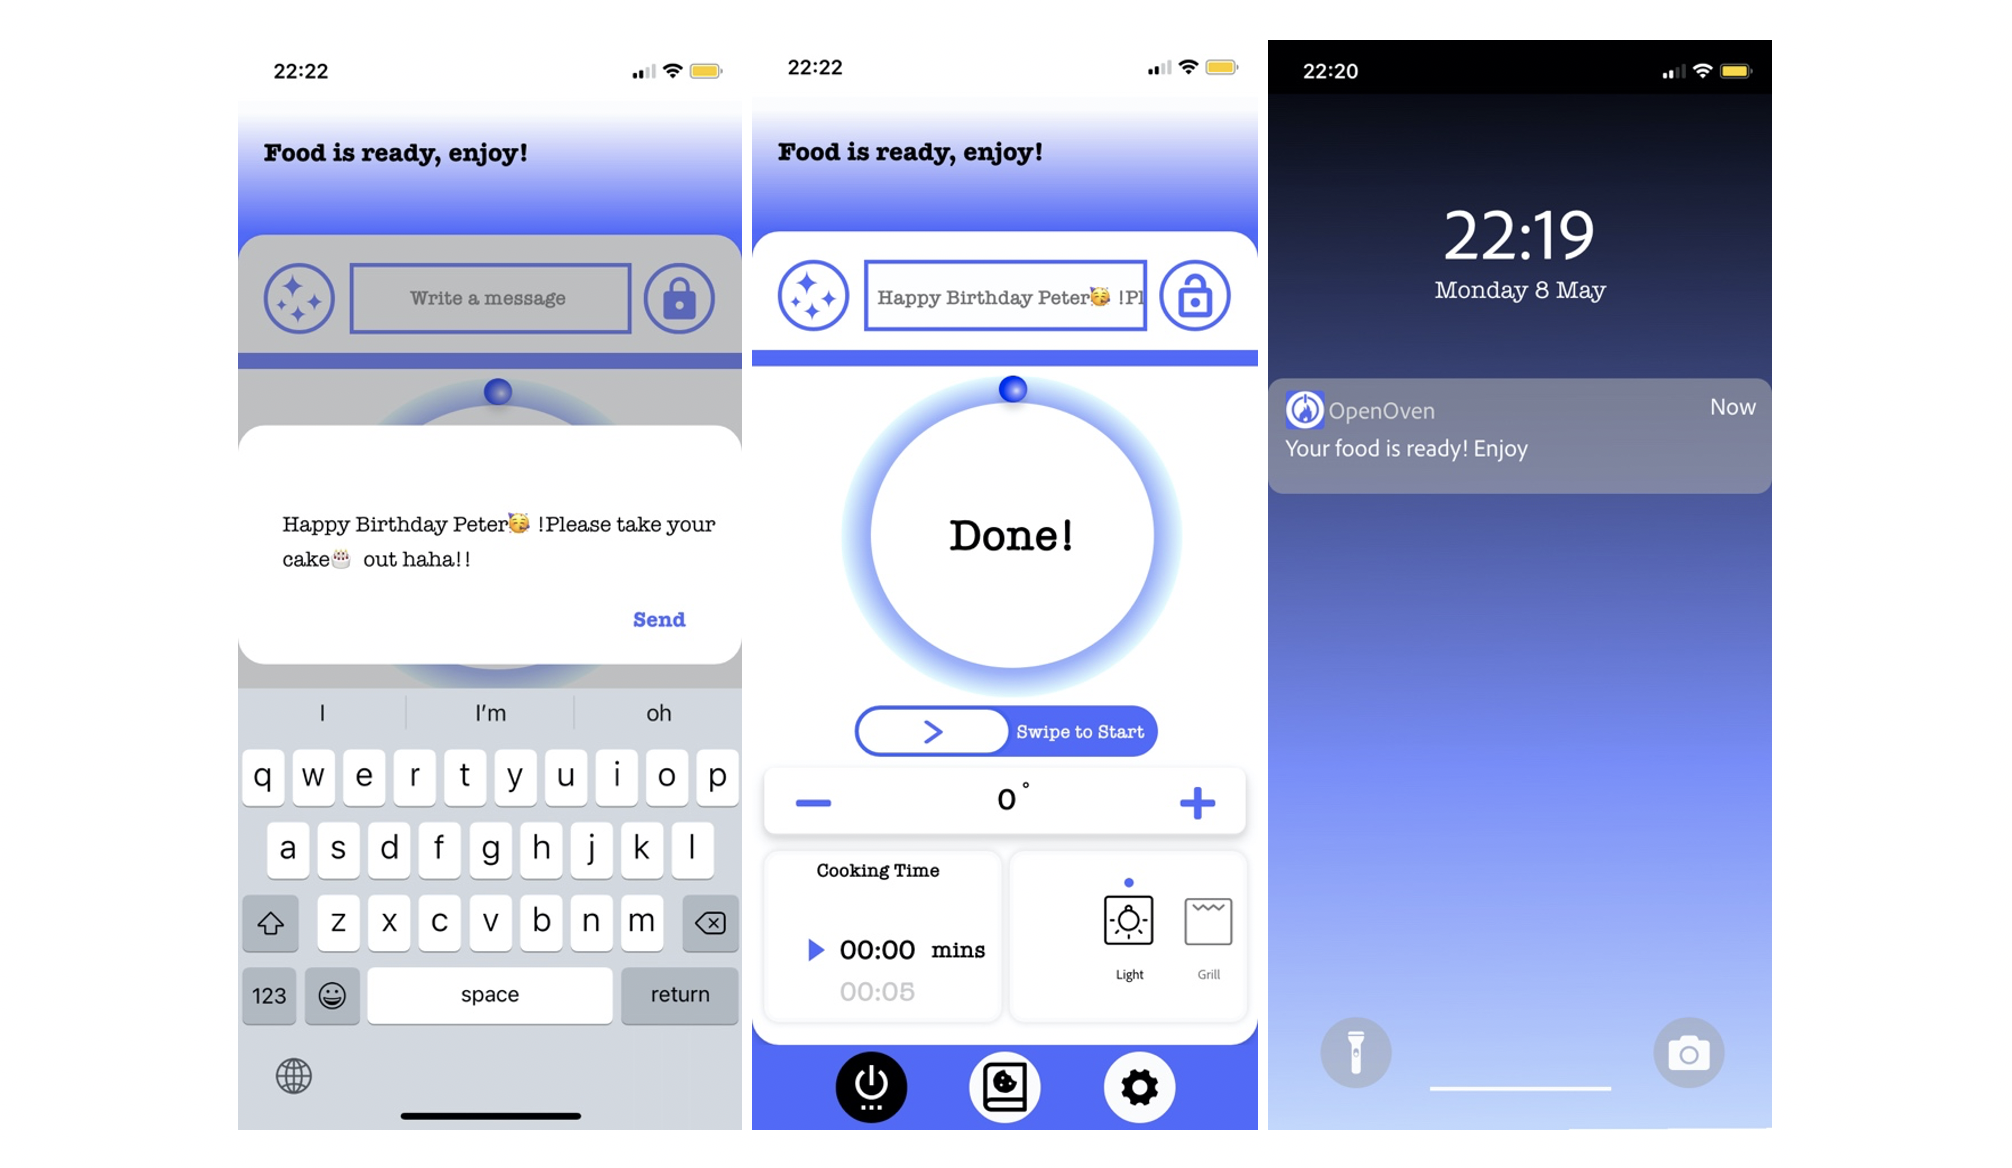 22:22
Food is ready, enjoy!
Write a message
Happy Birthday Peter🥳 !Please take your
cake🎂 out haha!!
Send
I I'm oh
q w e r t y u i o p
a s d f g h j k l
z x c v b n m
123 space return
22:22
Food is ready, enjoy!
Happy Birthday Peter🥳 !Pl
Done!
Swipe to Start
0°
Cooking Time
00:00 mins
00:05
Light Grill
22:20
22:19
Monday 8 May
OpenOven Now
Your food is ready! Enjoy